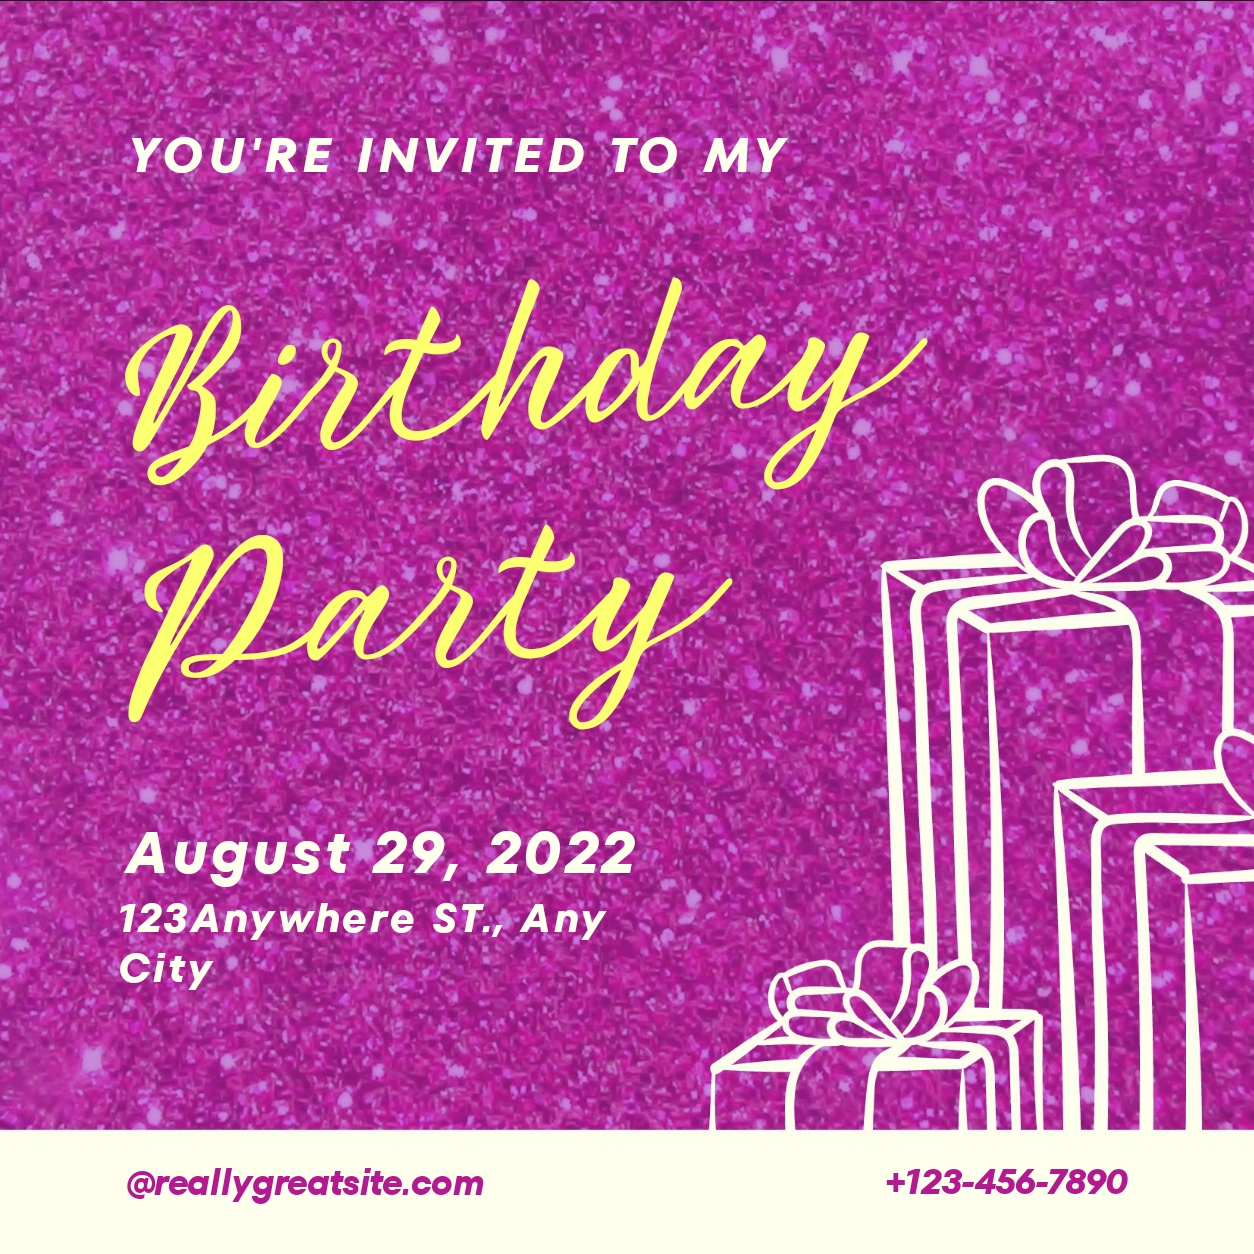 YOU'RE INVITED TO MY
Birthday
Party
August 29, 2022
123Anywhere ST., Any
City
@reallygreatsite.com
+123-456-7890